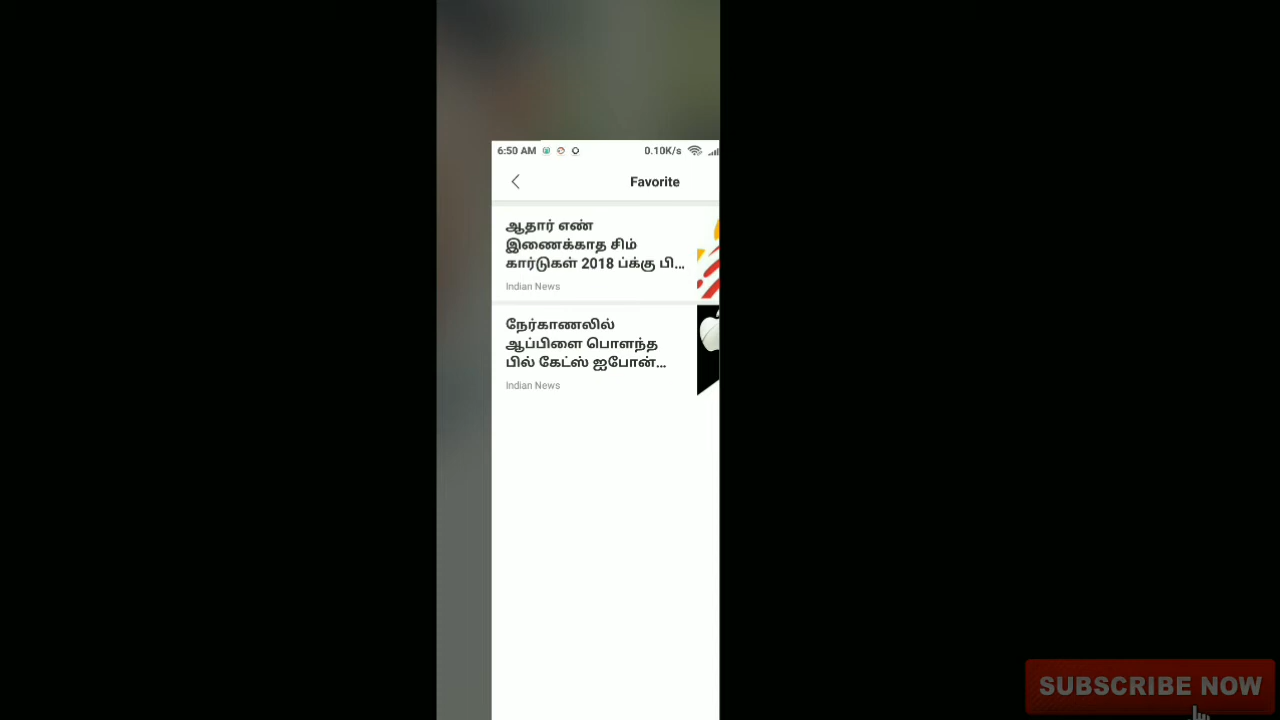 6:50 AM 0.10K/s
Favorite
ஆதார் எண்
இணைக்காத சிம்
கார்டுகள் 2018 ப்க்கு பி...
Indian News
நேர்காணலில்
ஆப்பிளை பொளந்த
பில் கேட்ஸ் ஐபோன்...
Indian News
SUBSCRIBE NOW